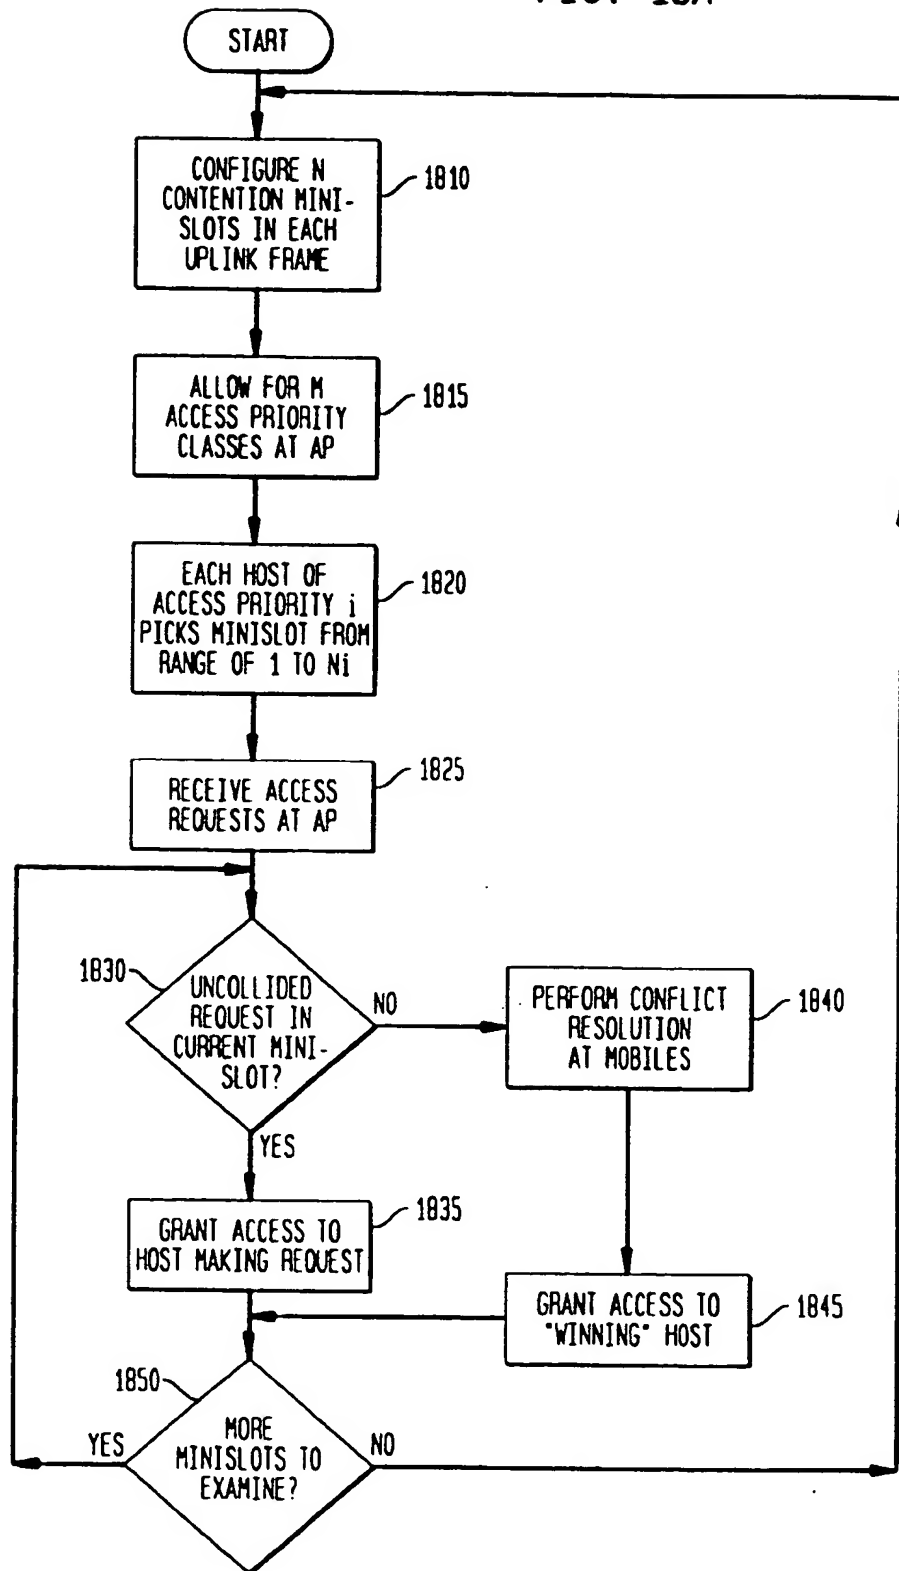 START
CONFIGURE N
CONTENTION MINI-
SLOTS IN EACH
UPLINK FRAME
1810
ALLOW FOR M
ACCESS PRIORITY
CLASSES AT AP
1815
EACH HOST OF
ACCESS PRIORITY i
PICKS MINISLOT FROM
RANGE OF 1 TO Ni
1820
RECEIVE ACCESS
REQUESTS AT AP
1825
1830
UNCOLLIDED
REQUEST IN
CURRENT MINI-
SLOT?
NO
YES
PERFORM CONFLICT
RESOLUTION
AT MOBILES
1840
GRANT ACCESS TO
HOST MAKING REQUEST
1835
GRANT ACCESS TO
"WINNING" HOST
1845
1850
MORE
MINISLOTS TO
EXAMINE?
YES
NO